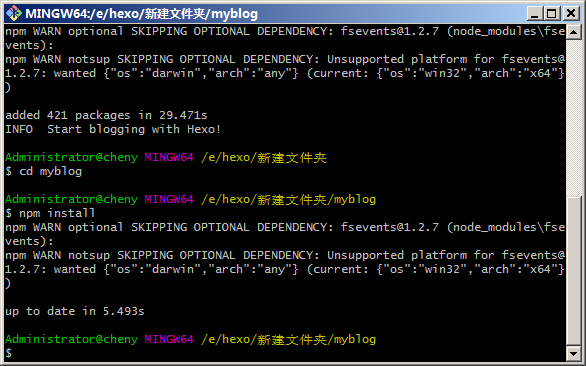 MINGW64:/e/hexo/新建文件夹/myblog
npm WARN optional SKIPPING OPTIONAL DEPENDENCY: fsevents@1.2.7 (node_modules\fse
vents):
npm WARN notsup SKIPPING OPTIONAL DEPENDENCY: Unsupported platform for fsevents@
1.2.7: wanted {"os":"darwin","arch":"any"} (current: {"os":"win32","arch":"x64"}
)
added 421 packages in 29.471s
INFO  Start blogging with Hexo!
Administrator@cheny MINGW64 /e/hexo/新建文件夹
$ cd myblog
Administrator@cheny MINGW64 /e/hexo/新建文件夹/myblog
$ npm install
npm WARN optional SKIPPING OPTIONAL DEPENDENCY: fsevents@1.2.7 (node_modules\fse
vents):
npm WARN notsup SKIPPING OPTIONAL DEPENDENCY: Unsupported platform for fsevents@
1.2.7: wanted {"os":"darwin","arch":"any"} (current: {"os":"win32","arch":"x64"}
)
up to date in 5.493s
Administrator@cheny MINGW64 /e/hexo/新建文件夹/myblog
$